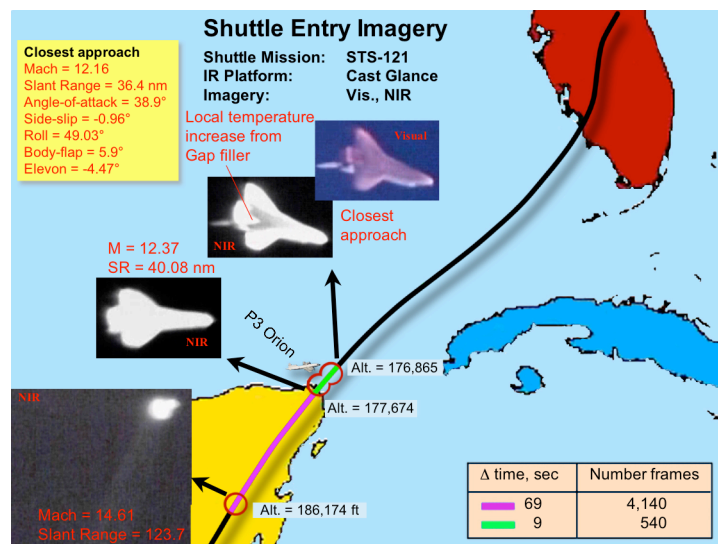 Shuttle Entry Imagery
Shuttle Mission: STS-121
IR Platform: Cast Glance
Imagery: Vis., NIR
Closest approach
Mach = 12.16
Slant Range = 36.4 nm
Angle-of-attack = 38.9°
Side-slip = -0.96°
Roll = 49.03°
Body-flap = 5.9°
Elevon = -4.47°
Local temperature
increase from
Gap filler
Visual
NIR
Closest
approach
M = 12.37
SR = 40.08 nm
NIR
P3 Orion
Alt. = 176,865
Alt. = 177,674
NIR
Mach = 14.61
Slant Range = 123.7
Alt. = 186,174 ft
Δ time, sec Number frames
69 4,140
9 540